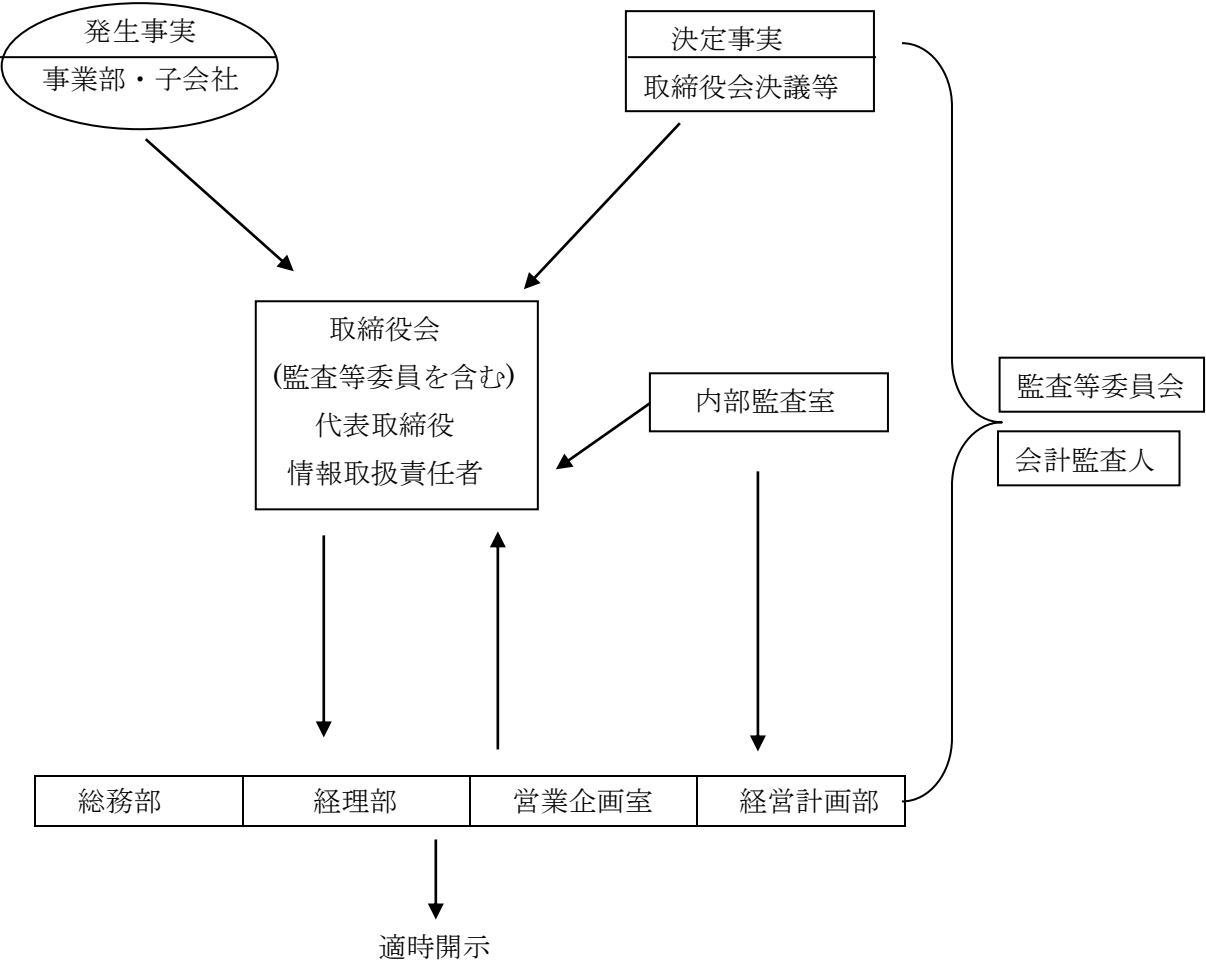 発生事実
事業部・子会社
決定事実
取締役会決議等
取締役会
(監査等委員を含む)
代表取締役
情報取扱責任者
内部監査室
監査等委員会
会計監査人
総務部
経理部
営業企画室
経営計画部
適時開示